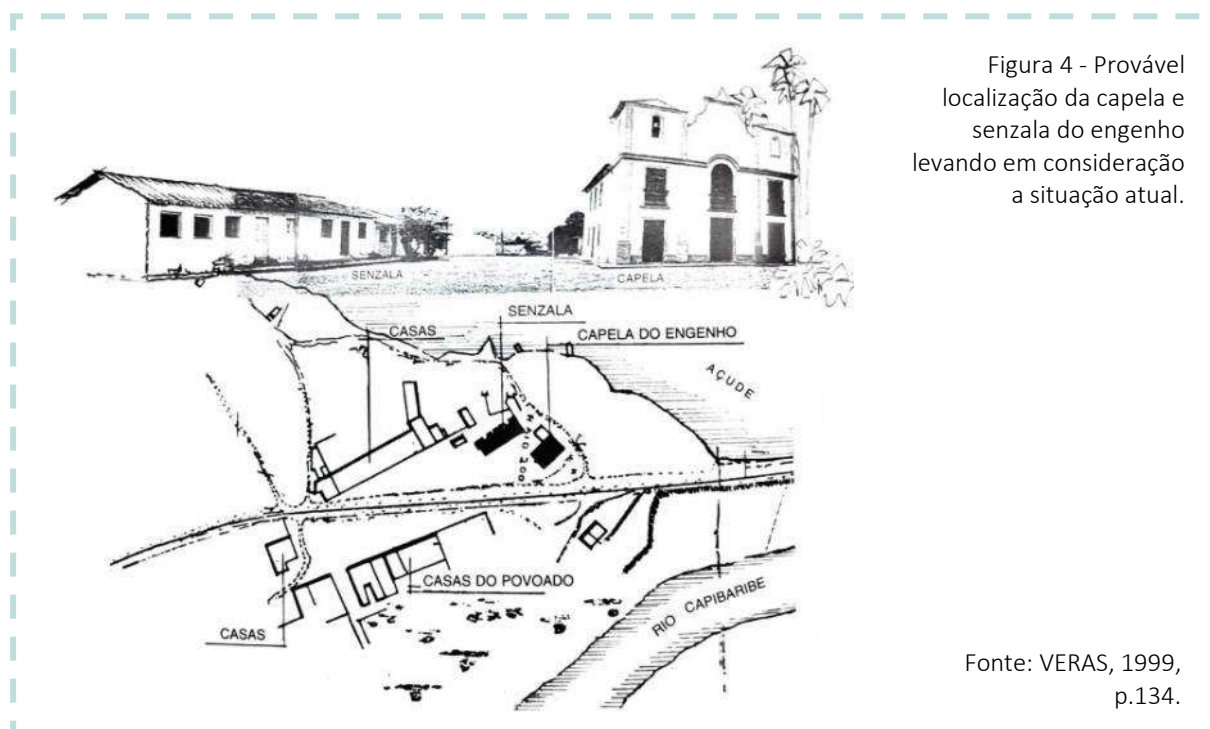 Figura 4 - Provável
localização da capela e
senzala do engenho
levando em consideração
a situação atual.
SENZALA
CAPELA
SENZALA
CASAS
CAPELA DO ENGENHO
AÇUDE
CASAS DO POVOADO
RIO CAPIBARIBE
CASAS
Fonte: VERAS, 1999,
p.134.